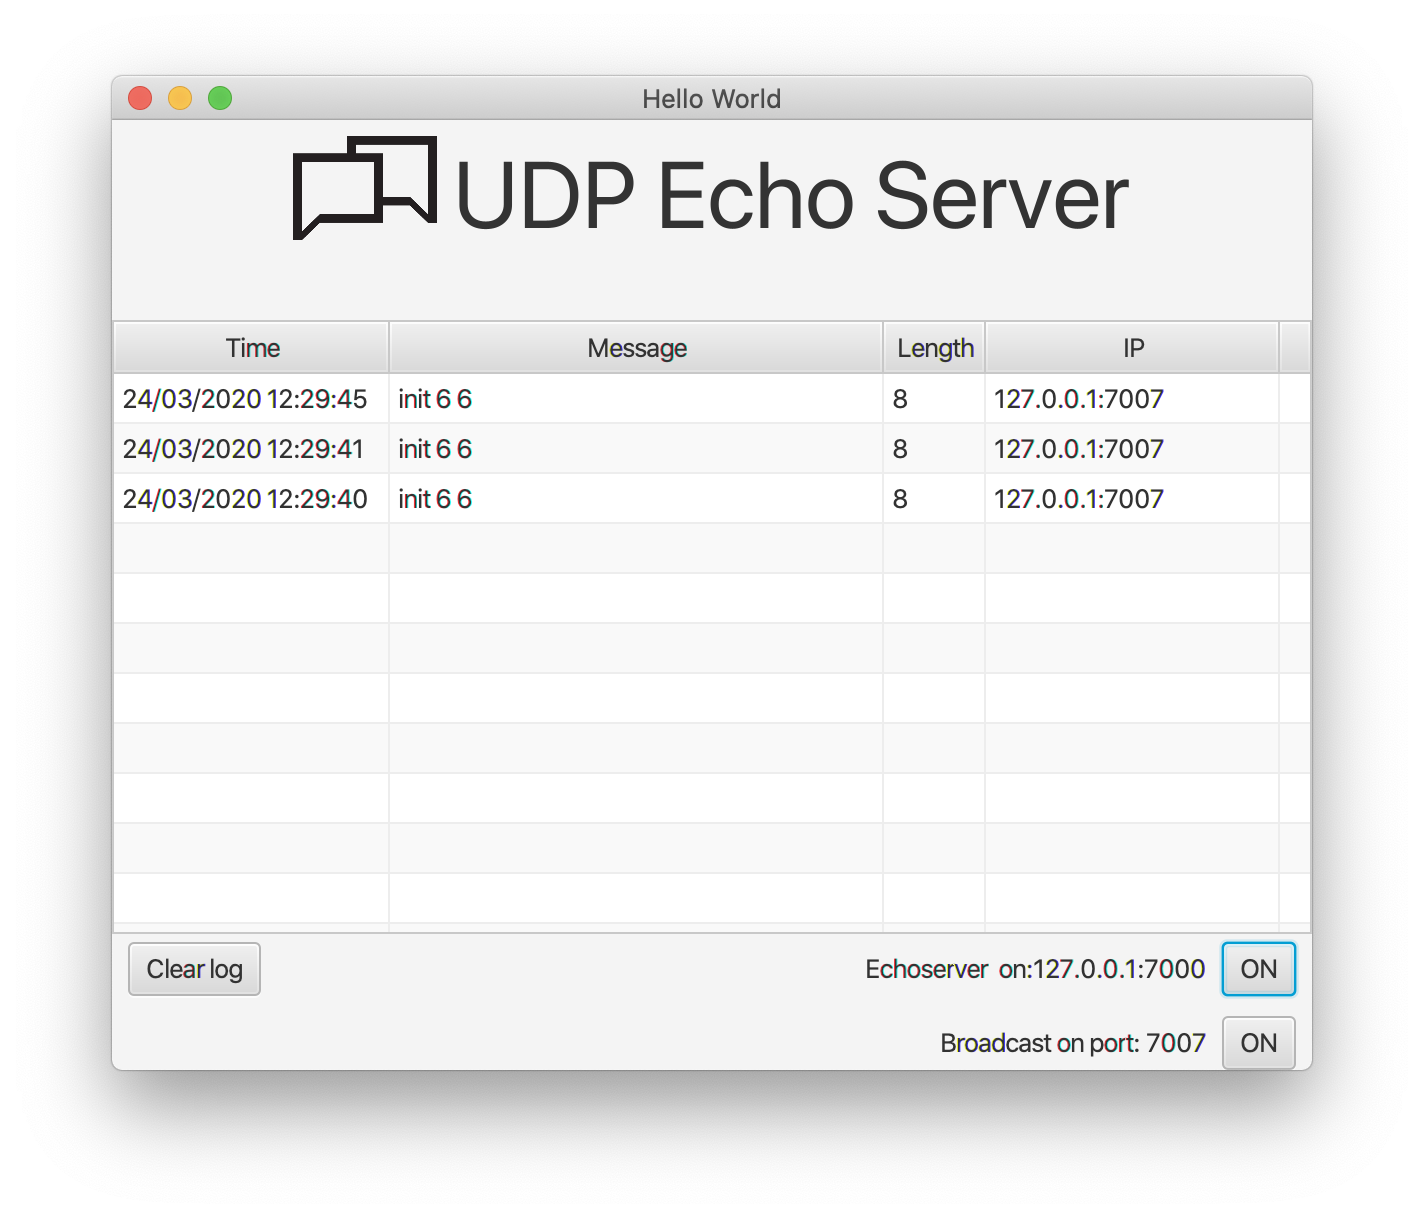 Hello World
UDP Echo Server
Time Message Length IP
24/03/2020 12:29:45 init 6 6 8 127.0.0.1:7007
24/03/2020 12:29:41 init 6 6 8 127.0.0.1:7007
24/03/2020 12:29:40 init 6 6 8 127.0.0.1:7007
Clear log Echoserver on:127.0.0.1:7000 ON
Broadcast on port: 7007 ON